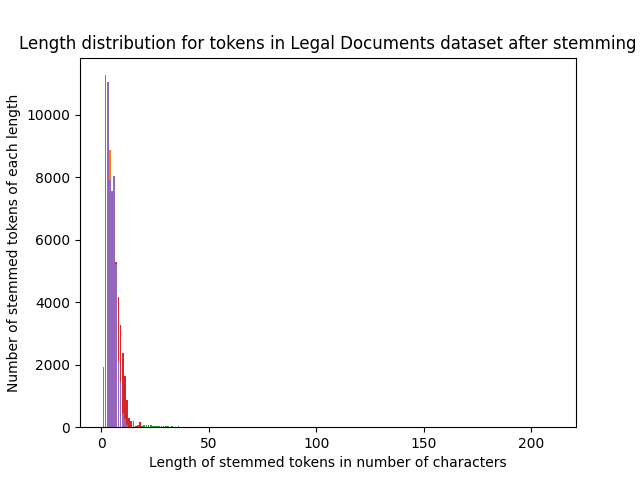 Length distribution for tokens in Legal Documents dataset after stemming
Number of stemmed tokens of each length
10000
8000
6000
4000
2000
0
0 50 100 150 200
Length of stemmed tokens in number of characters